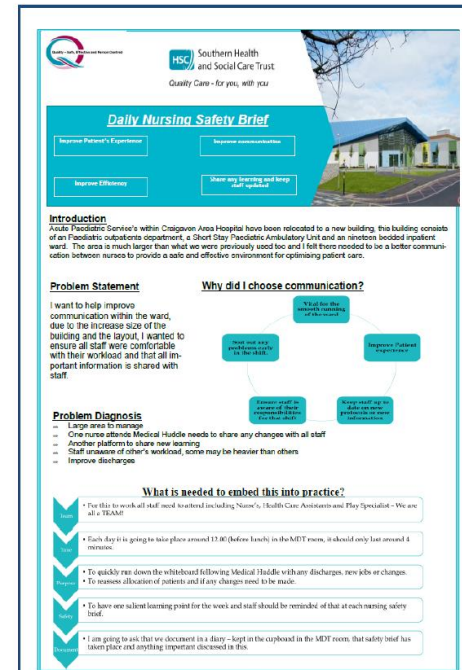 Quality - Safe, Effective and Person Centred
HSC
Southern Health
and Social Care Trust
Quality Care - for you, with you
Daily Nursing Safety Brief
Improve Patient's Experience
Improve communication
Improve Efficiency
Share any learning and keep
staff updated
Introduction
Acute Paediatric Service's within Craigavon Area Hospital have been relocated to a new building, this building consists
of an Paediatric outpatients department, a Short Stay Paediatric Ambulatory Unit and an nineteen bedded inpatient
ward. The area is much larger than what we were previously used too and I felt there needed to be a better communi-
cation between nurses to provide a safe and effective environment for optimising patient care.
Problem Statement
I want to help improve
communication within the ward,
due to the increase size of the
building and the layout, I wanted to
ensure all staff were comfortable
with their workload and that all im-
portant information is shared with
staff.
Why did I choose communication?
Vital for the
smooth running
of the ward
Improve Patient
experience
Keep staff up to
date on new
protocols or new
information
Ensure staff is
aware of their
responsibilities
for that shift
problems early
in the shift.
Problem Diagnosis
Large area to manage
One nurse attends Medical Huddle needs to share any changes with all staff
Another platform to share new learning
Staff unaware of other's workload, some may be heavier than others
Improve discharges
What is needed to embed this into practice?
Team
• For this to work all staff need to attend including Nurse's, Health Care Assistants and Play Specialist - We are
all a TEAM!
Time
• Each day it is going to take place around 12.00 (before lunch) in the MDT room, it should only last around 4
minutes.
Purpose
• To quickly run down the whiteboard following Medical Huddle with any discharges, new jobs or changes.
• To reassess allocation of patients and if any changes need to be made.
Safety
• To have one salient learning point for the week and staff should be reminded of that at each nursing safety
brief.
Document
• I am going to ask that we document in a diary - kept in the cupboard in the MDT room, that safety brief has
taken place and anything important discussed in this.